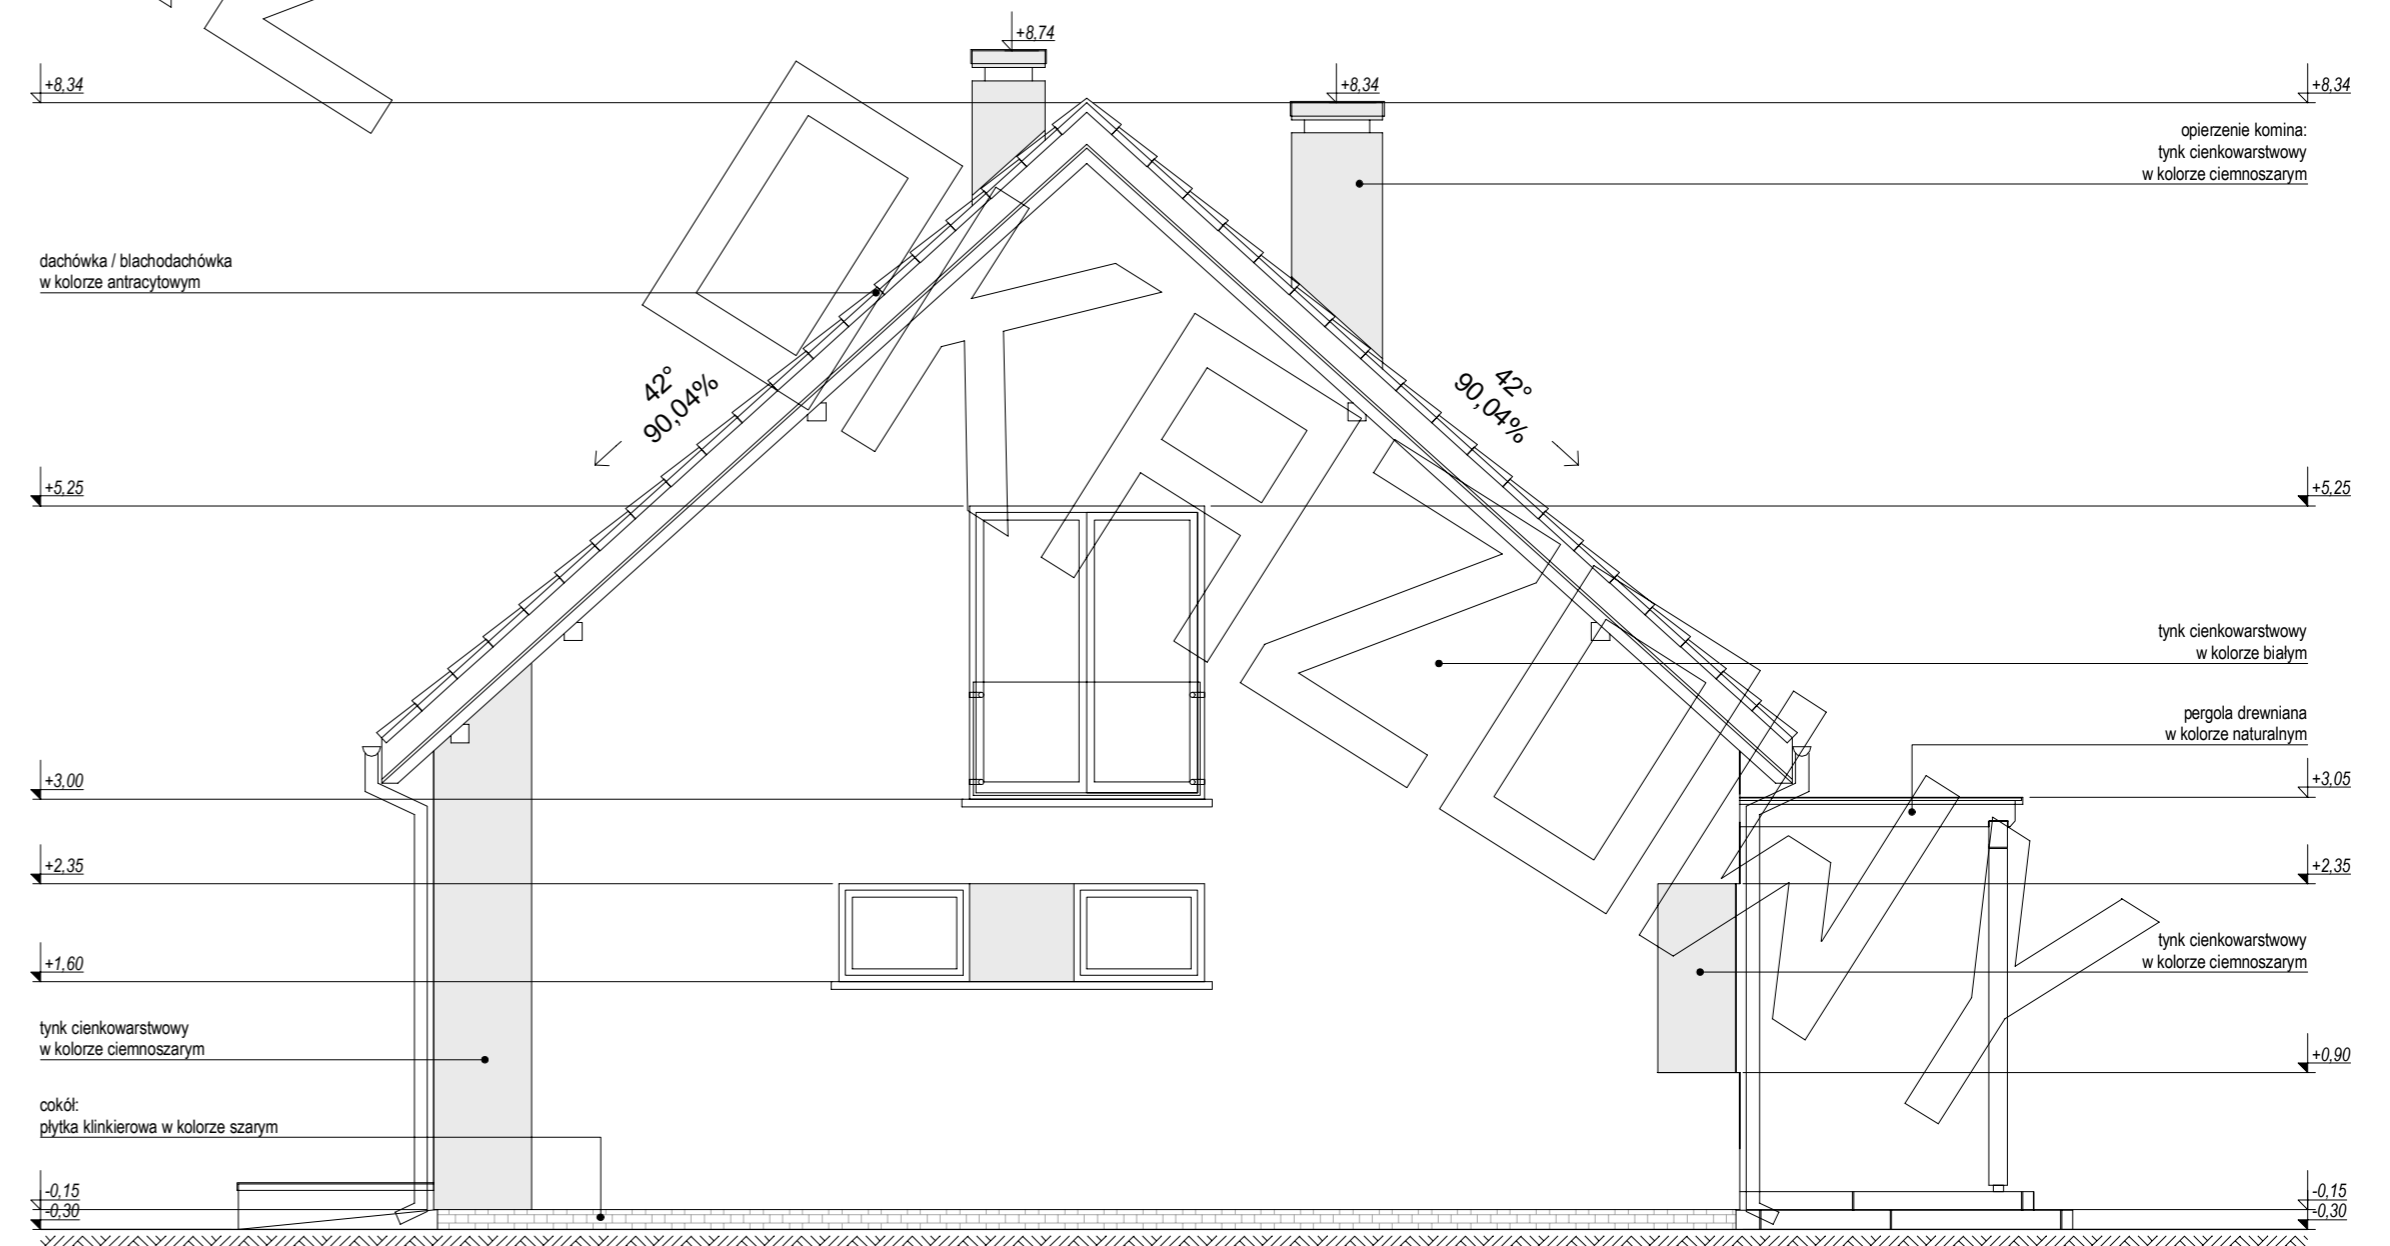 +8,74
+8,34
+8,34
+8,34
opierzenie komina:
tynk cienkowarstwowy
w kolorze ciemnoszarym
dachówka / blachodachówka
w kolorze antracytowym
42°
90,04%
42°
90,04%
+5,25
+5,25
tynk cienkowarstwowy
w kolorze białym
pergola drewniana
w kolorze naturalnym
+3,00
+3,05
+2,35
+2,35
tynk cienkowarstwowy
w kolorze ciemnoszarym
+1,60
tynk cienkowarstwowy
w kolorze ciemnoszarym
+0,90
cokół:
płytka klinkierowa w kolorze szarym
-0,15
-0,30
-0,15
-0,30